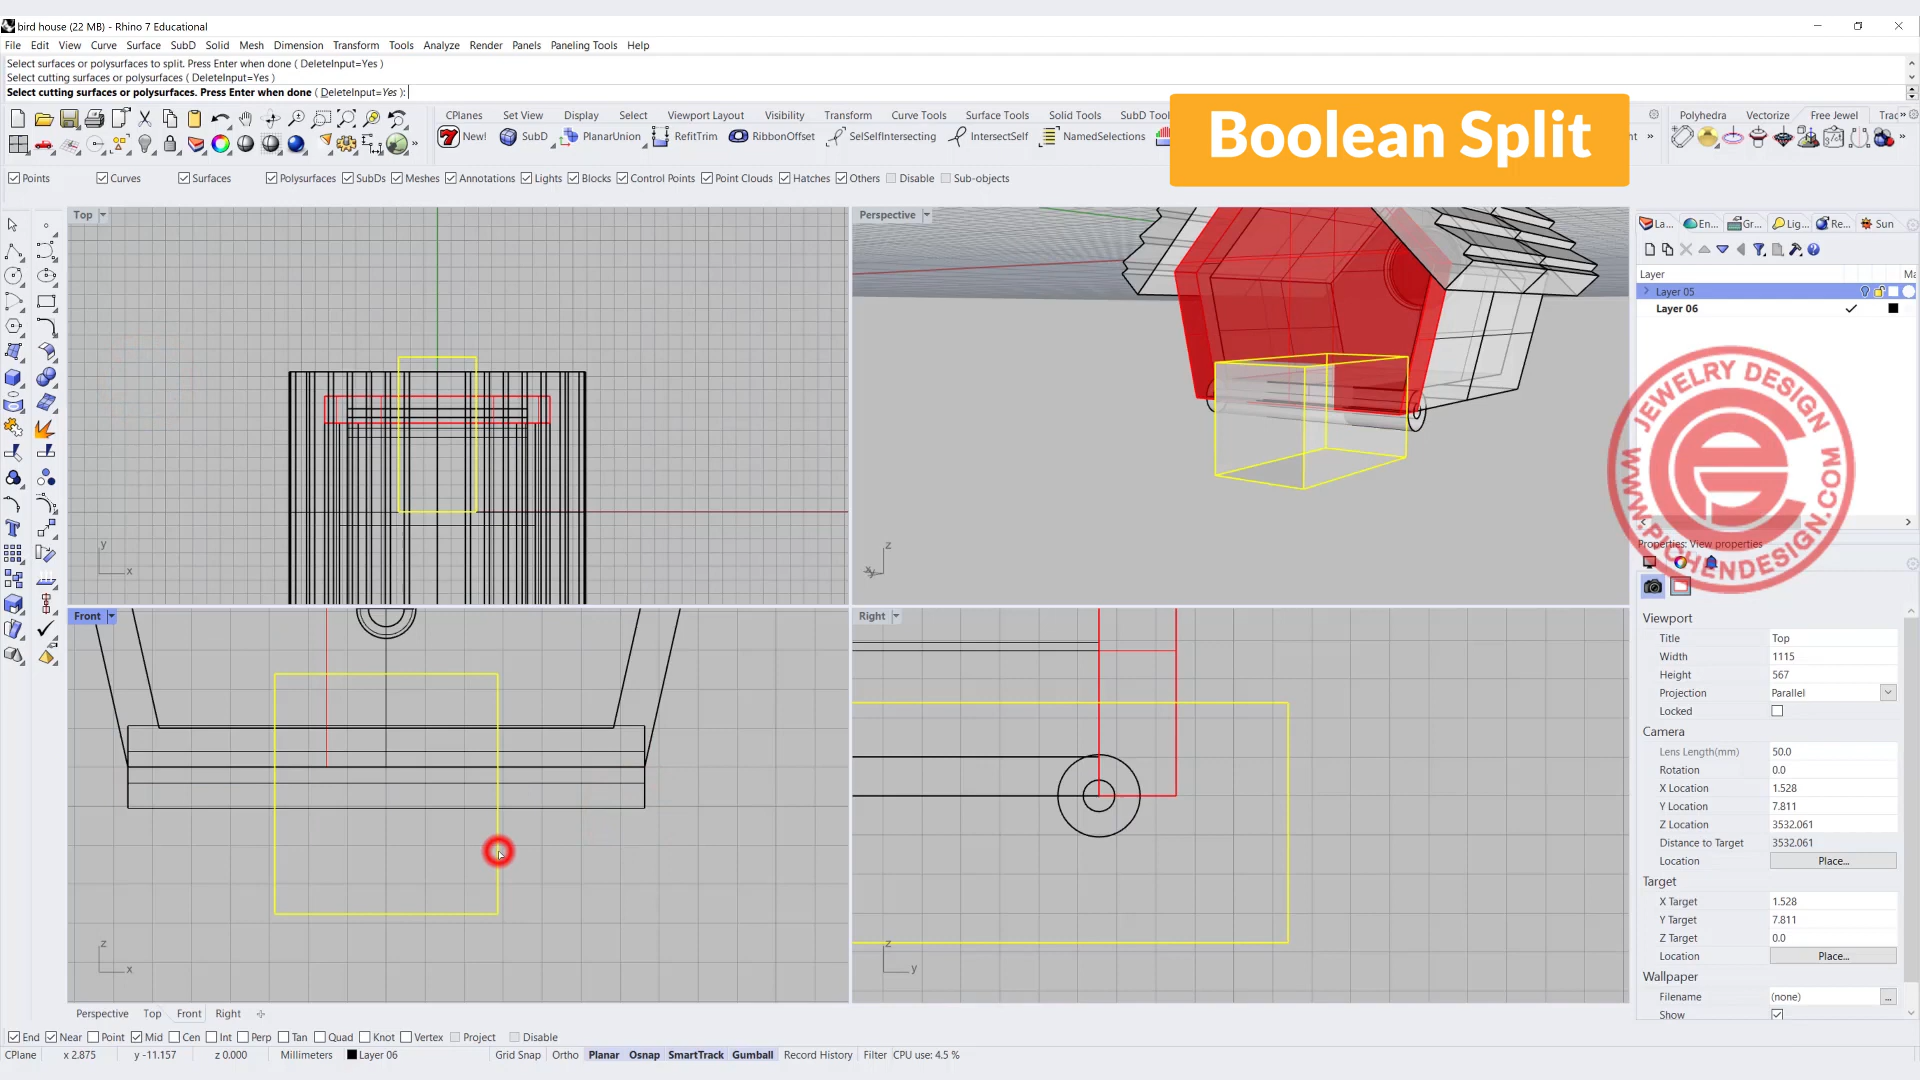 bird house (22 MB) - Rhino 7 Educational
File Edit View Curve Surface SubD Solid Mesh Dimension Transform Tools Analyze Render Panels Paneling Tools Help
Select surfaces or polysurfaces to split. Press Enter when done ( DeleteInput=Yes )
Select cutting surfaces or polysurfaces ( DeleteInput=Yes )
Select cutting surfaces or polysurfaces. Press Enter when done ( DeleteInput=Yes ):
Boolean Split
CPlanes Set View Display Select Viewport Layout Visibility Transform Curve Tools Surface Tools Solid Tools SubD Tool Polyhedra Vectorize Free Jewel Trac
New! SubD PlanarUnion RefitTrim RibbonOffset SelSelfIntersecting IntersectSelf NamedSelections
Points Curves Surfaces Polysurfaces SubDs Meshes Annotations Lights Blocks Control Points Point Clouds Hatches Others Disable Sub-objects
Top
Perspective
La... En... Gr... Lig... Re... Sun
Layer Ma
Layer 05
Layer 06
JEWELRY DESIGN
WWW.PICHENDESIGN.COM
y
x
z
Properties: View properties
Front
Right
Viewport
Title Top
Width 1115
Height 567
Projection Parallel
Locked
Camera
Lens Length(mm) 50.0
Rotation 0.0
X Location 1.528
Y Location 7.811
Z Location 3532.061
Distance to Target 3532.061
Location Place...
Target
X Target 1.528
Y Target 7.811
Z Target 0.0
Location Place...
Wallpaper
Filename (none) ...
Show
z
x
z
y
Perspective Top Front Right
End Near Point Mid Cen Int Perp Tan Quad Knot Vertex Project Disable
CPlane x 2.875 y -11.157 z 0.000 Millimeters Layer 06 Grid Snap Ortho Planar Osnap SmartTrack Gumball Record History Filter CPU use: 4.5 %